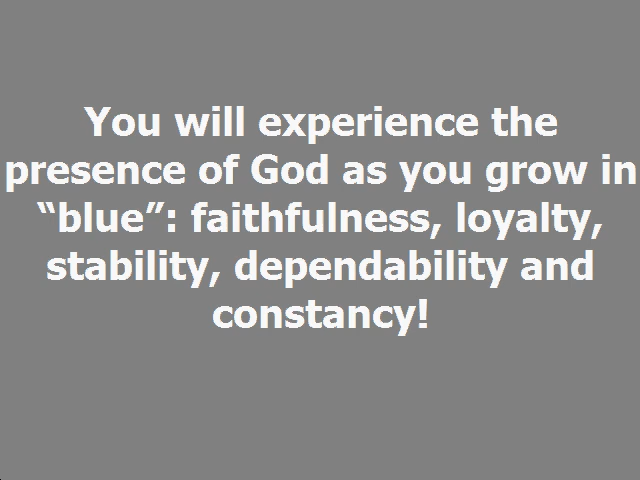 You will experience the
presence of God as you grow in
“blue”: faithfulness, loyalty,
stability, dependability and
constancy!